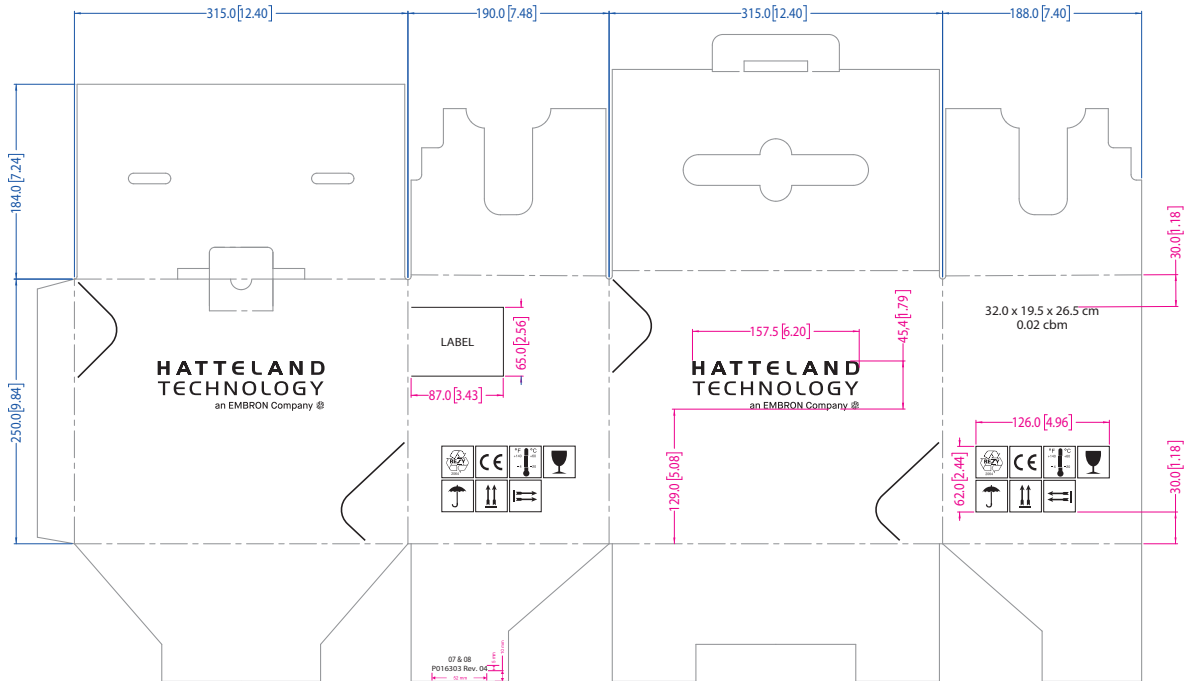 315.0 [12.40]
190.0 [7.48]
315.0 [12.40]
188.0 [7.40]
184.0 [7.24]
30.0 [1.18]
32.0 x 19.5 x 26.5 cm
0.02 cbm
LABEL
65.0 [2.56]
157.5 [6.20]
45,4 [1.79]
HATTELAND
TECHNOLOGY
an EMBRON Company
87.0 [3.43]
HATTELAND
TECHNOLOGY
an EMBRON Company
250.0 [9.84]
126.0 [4.96]
129.0 [5.08]
62.0 [2.44]
30.0 [1.18]
RESY
CE
°F °C
RESY
CE
°F °C
07 & 08
P016303 Rev. 04